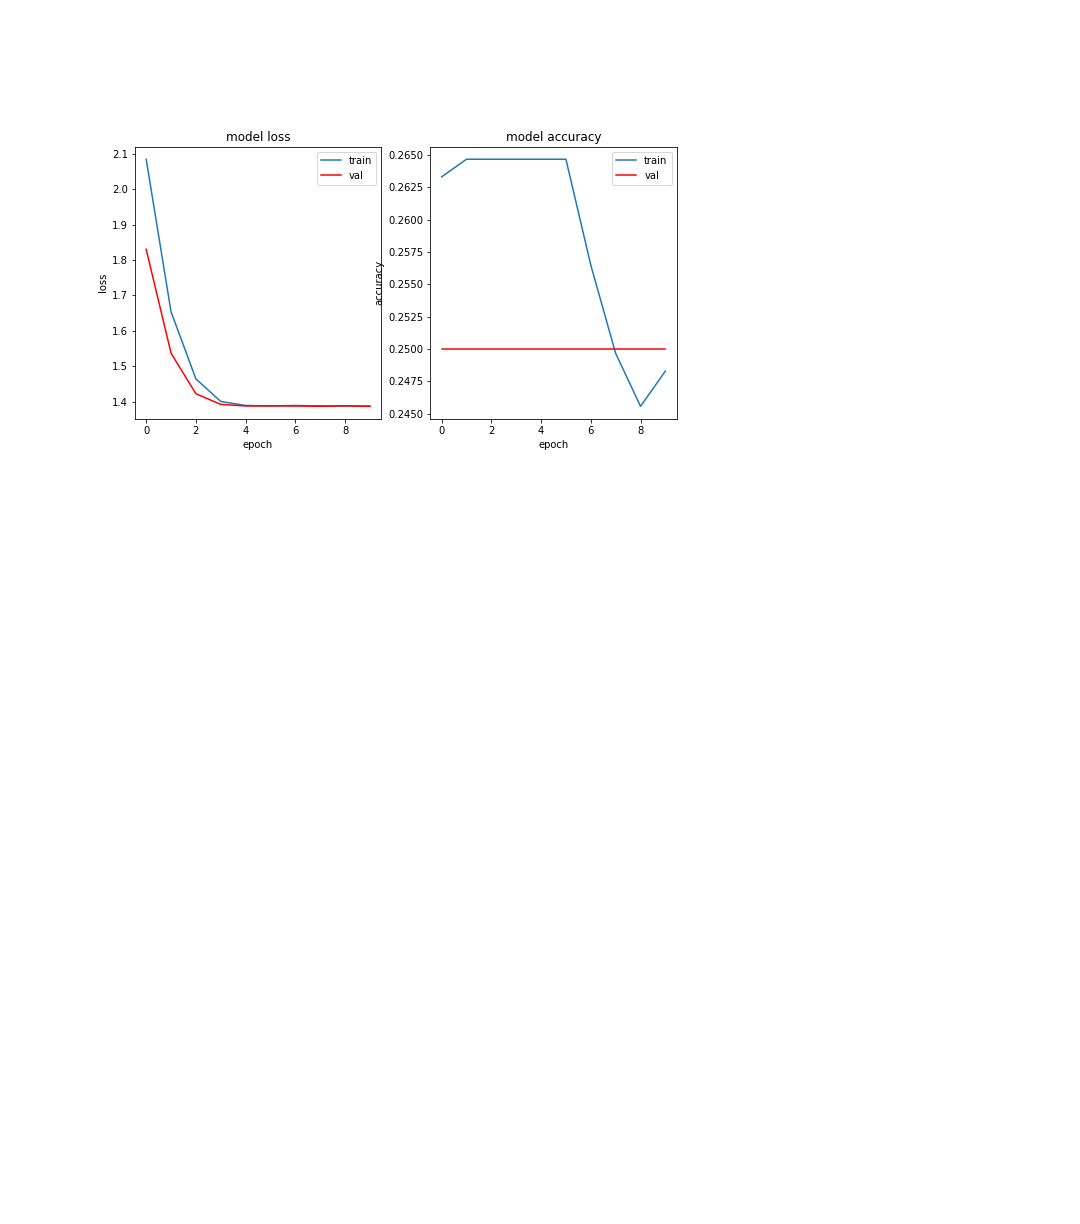 model loss
2.1
2.0
1.9
1.8
1.7
1.6
1.5
1.4
loss
0 2 4 6 8
epoch
train
val
model accuracy
0.2650
0.2625
0.2600
0.2575
0.2550
0.2525
0.2500
0.2475
0.2450
accuracy
0 2 4 6 8
epoch
train
val